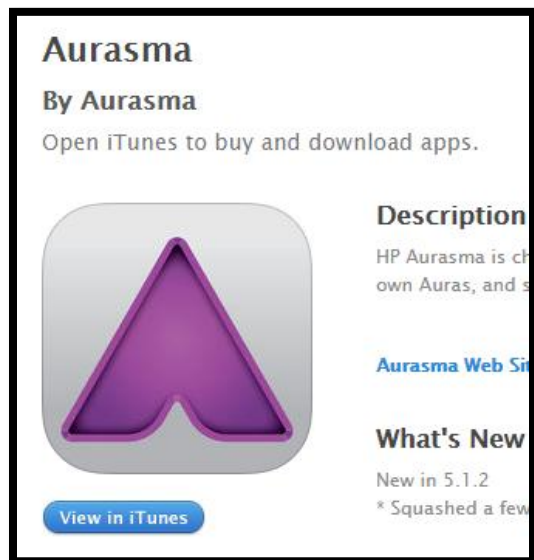 Aurasma
By Aurasma
Open iTunes to buy and download apps.
Description
HP Aurasma is
own Auras, and
Aurasma Web
What's New
New in 5.1.2
* Squashed a few
View in iTunes